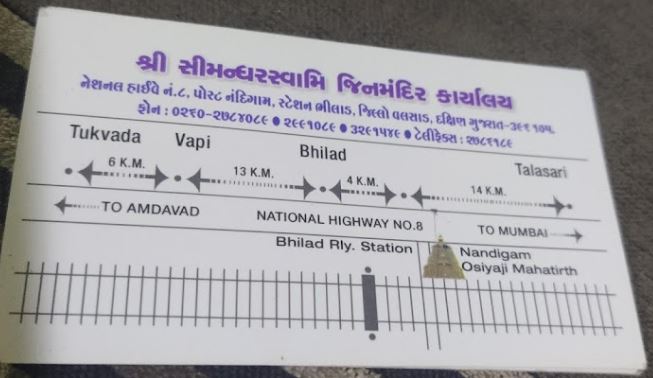 શ્રી સીમન્ધરસ્વામિ જિનમંદિર કાર્યાલય
નેશનલ હાઈવે નં.૮, પોસ્ટ નંદિગામ, સ્ટેશન ભીલાડ, જિલ્લો વલસાડ, દક્ષિણ ગુજરાત-૩૯૬ ૧૦૫.
ફોન : ૦૨૬૦-૨૭૮૪૦૮૯ ● ૨૯૯૧૦૮૯ ● ૩૨૯૧૫૪૯ ● ટેલીફેક્સ : ૨૭૮૬૧૮૯
Tukvada Vapi Bhilad Talasari
6 K.M. 13 K.M. 4 K.M. 14 K.M.
TO AMDAVAD NATIONAL HIGHWAY NO.8 TO MUMBAI
Bhilad Rly. Station Nandigam
Osiyaji Mahatirth